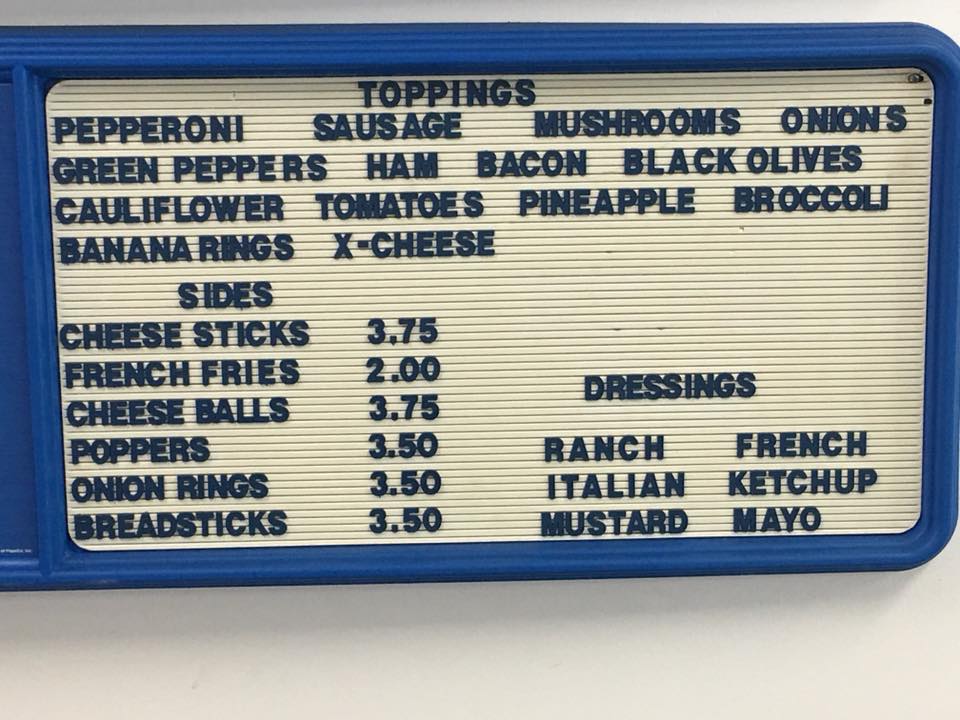 TOPPINGS
PEPPERONI SAUSAGE MUSHROOMS ONIONS
GREEN PEPPERS HAM BACON BLACK OLIVES
CAULIFLOWER TOMATOES PINEAPPLE BROCCOLI
BANANA RINGS X-CHEESE
SIDES
CHEESE STICKS 3.75
FRENCH FRIES 2.00
CHEESE BALLS 3.75
POPPERS 3.50
ONION RINGS 3.50
BREADSTICKS 3.50
DRESSINGS
RANCH FRENCH
ITALIAN KETCHUP
MUSTARD MAYO